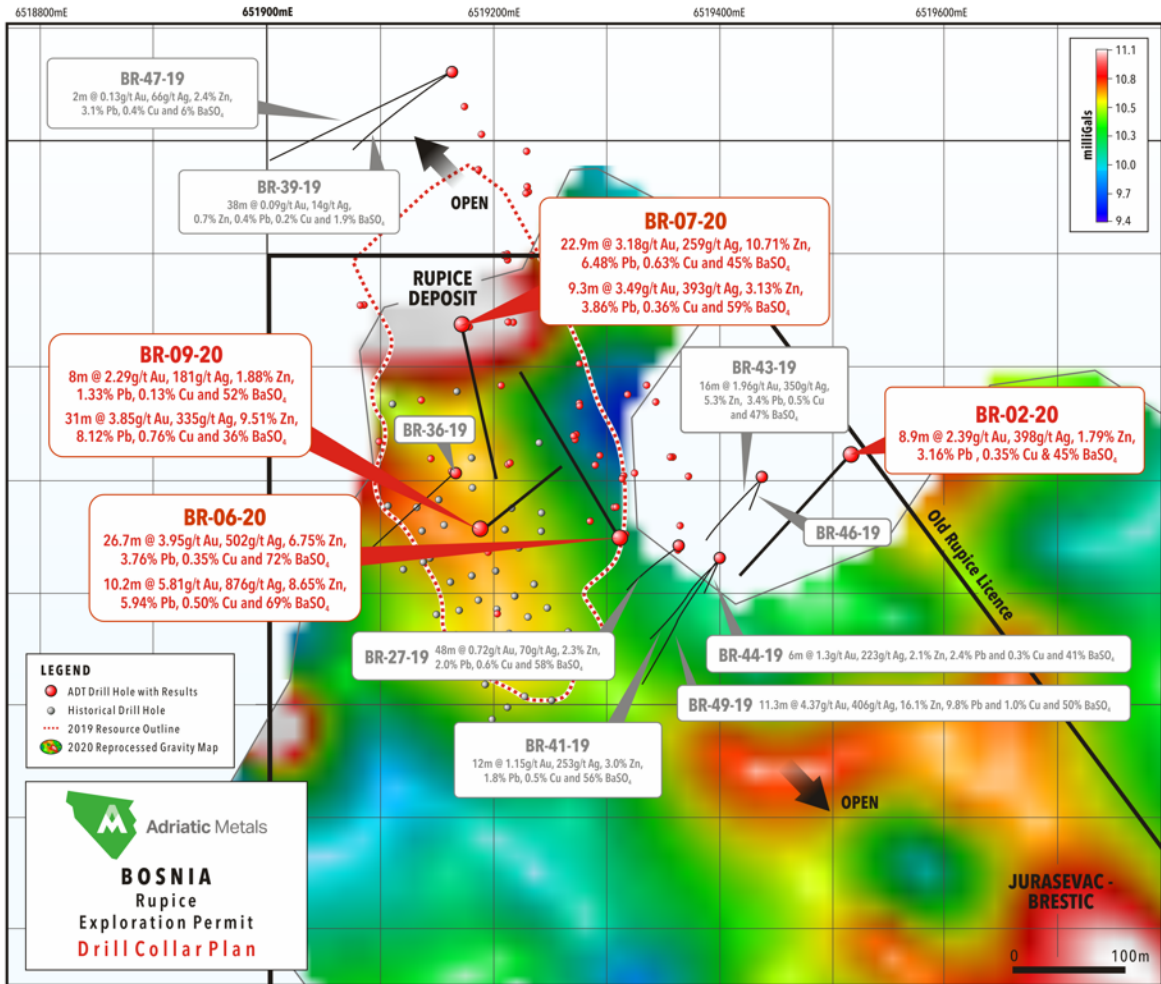 6518800mE
6518900mE
6519200mE
6519400mE
6519600mE
BR-47-19
2m @ 0.13g/t Au, 66g/t Ag, 2.4% Zn,
3.1% Pb, 0.4% Cu and 6% BaSO₄
11.1
10.8
10.5
10.3
10.0
9.7
9.4
milliGals
BR-39-19
38m @ 0.09g/t Au, 14g/t Ag,
0.7% Zn, 0.4% Pb, 0.2% Cu and 1.9% BaSO₄
OPEN
BR-07-20
22.9m @ 3.18g/t Au, 259g/t Ag, 10.71% Zn,
6.48% Pb, 0.63% Cu and 45% BaSO₄
9.3m @ 3.49g/t Au, 393g/t Ag, 3.13% Zn,
3.86% Pb, 0.36% Cu and 59% BaSO₄
RUPICE
DEPOSIT
BR-09-20
8m @ 2.29g/t Au, 181g/t Ag, 1.88% Zn,
1.33% Pb, 0.13% Cu and 52% BaSO₄
31m @ 3.85g/t Au, 335g/t Ag, 9.51% Zn,
8.12% Pb, 0.76% Cu and 36% BaSO₄
BR-43-19
16m @ 1.96g/t Au, 350g/t Ag,
5.3% Zn, 3.4% Pb, 0.5% Cu
and 47% BaSO₄
BR-02-20
8.9m @ 2.39g/t Au, 398g/t Ag, 1.79% Zn,
3.16% Pb , 0.35% Cu & 45% BaSO₄
BR-36-19
BR-06-20
26.7m @ 3.95g/t Au, 502g/t Ag, 6.75% Zn,
3.76% Pb, 0.35% Cu and 72% BaSO₄
10.2m @ 5.81g/t Au, 876g/t Ag, 8.65% Zn,
5.94% Pb, 0.50% Cu and 69% BaSO₄
BR-46-19
Old Rupice Licence
BR-27-19 48m @ 0.72g/t Au, 70g/t Ag, 2.3% Zn,
2.0% Pb, 0.6% Cu and 58% BaSO₄
BR-44-19 6m @ 1.3g/t Au, 223g/t Ag, 2.1% Zn, 2.4% Pb and 0.3% Cu and 41% BaSO₄
BR-49-19 11.3m @ 4.37g/t Au, 406g/t Ag, 16.1% Zn, 9.8% Pb and 1.0% Cu and 50% BaSO₄
BR-41-19
12m @ 1.15g/t Au, 253g/t Ag, 3.0% Zn,
1.8% Pb, 0.5% Cu and 56% BaSO₄
OPEN
LEGEND
ADT Drill Hole with Results
Historical Drill Hole
2019 Resource Outline
2020 Reprocessed Gravity Map
Adriatic Metals
BOSNIA
Rupice
Exploration Permit
Drill Collar Plan
JURASEVAC -
BRESTIC
0 100m